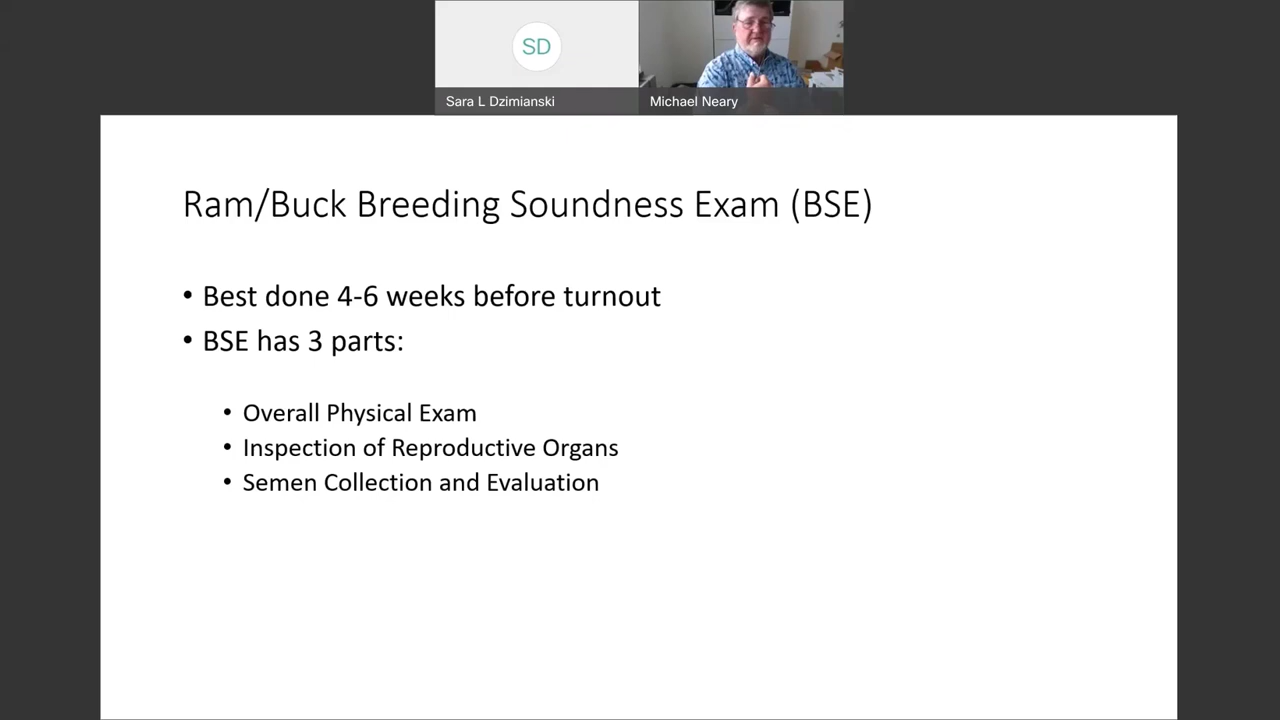 SD
Sara L Dzimianski
Michael Neary
Ram/Buck Breeding Soundness Exam (BSE)
• Best done 4-6 weeks before turnout
• BSE has 3 parts:
• Overall Physical Exam
• Inspection of Reproductive Organs
• Semen Collection and Evaluation